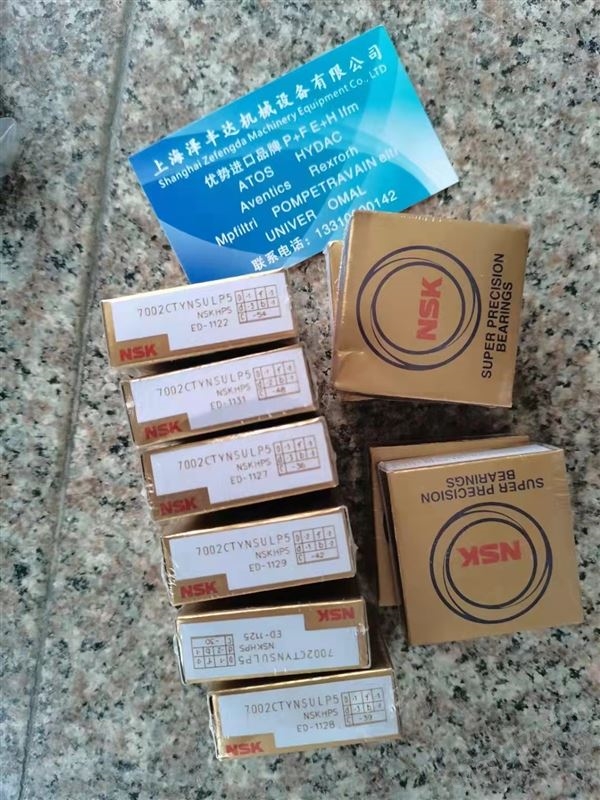 上海泽丰达机械设备有限公司
Shanghai Zefengda Machinery Equipment Co., LTD
优势进口品牌 P+F E+H Ifm
ATOS HYDAC
Aventics Rexrorh
Mpfiltri POMPETRAVAINI
UNIVER OMAL
联系电话:
7002CTYNSULP5
NSKHPS
ED-1122
NSK
C -54
7002CTYNSULP5
NSKHPS
ED-1131
NSK
C -48
7002CTYNSULP5
NSKHPS
ED-1127
NSK
C -36
7002CTYNSULP5
NSKHPS
ED-1129
NSK
C -42
NSK
7002CTYNSULP5
NSKHPS
ED-1125
C -30
7002CTYNSULP5
NSKHPS
ED-1128
NSK
C -39
NSK
SUPER PRECISION
BEARINGS
SUPER PRECISION
BEARINGS
NSK